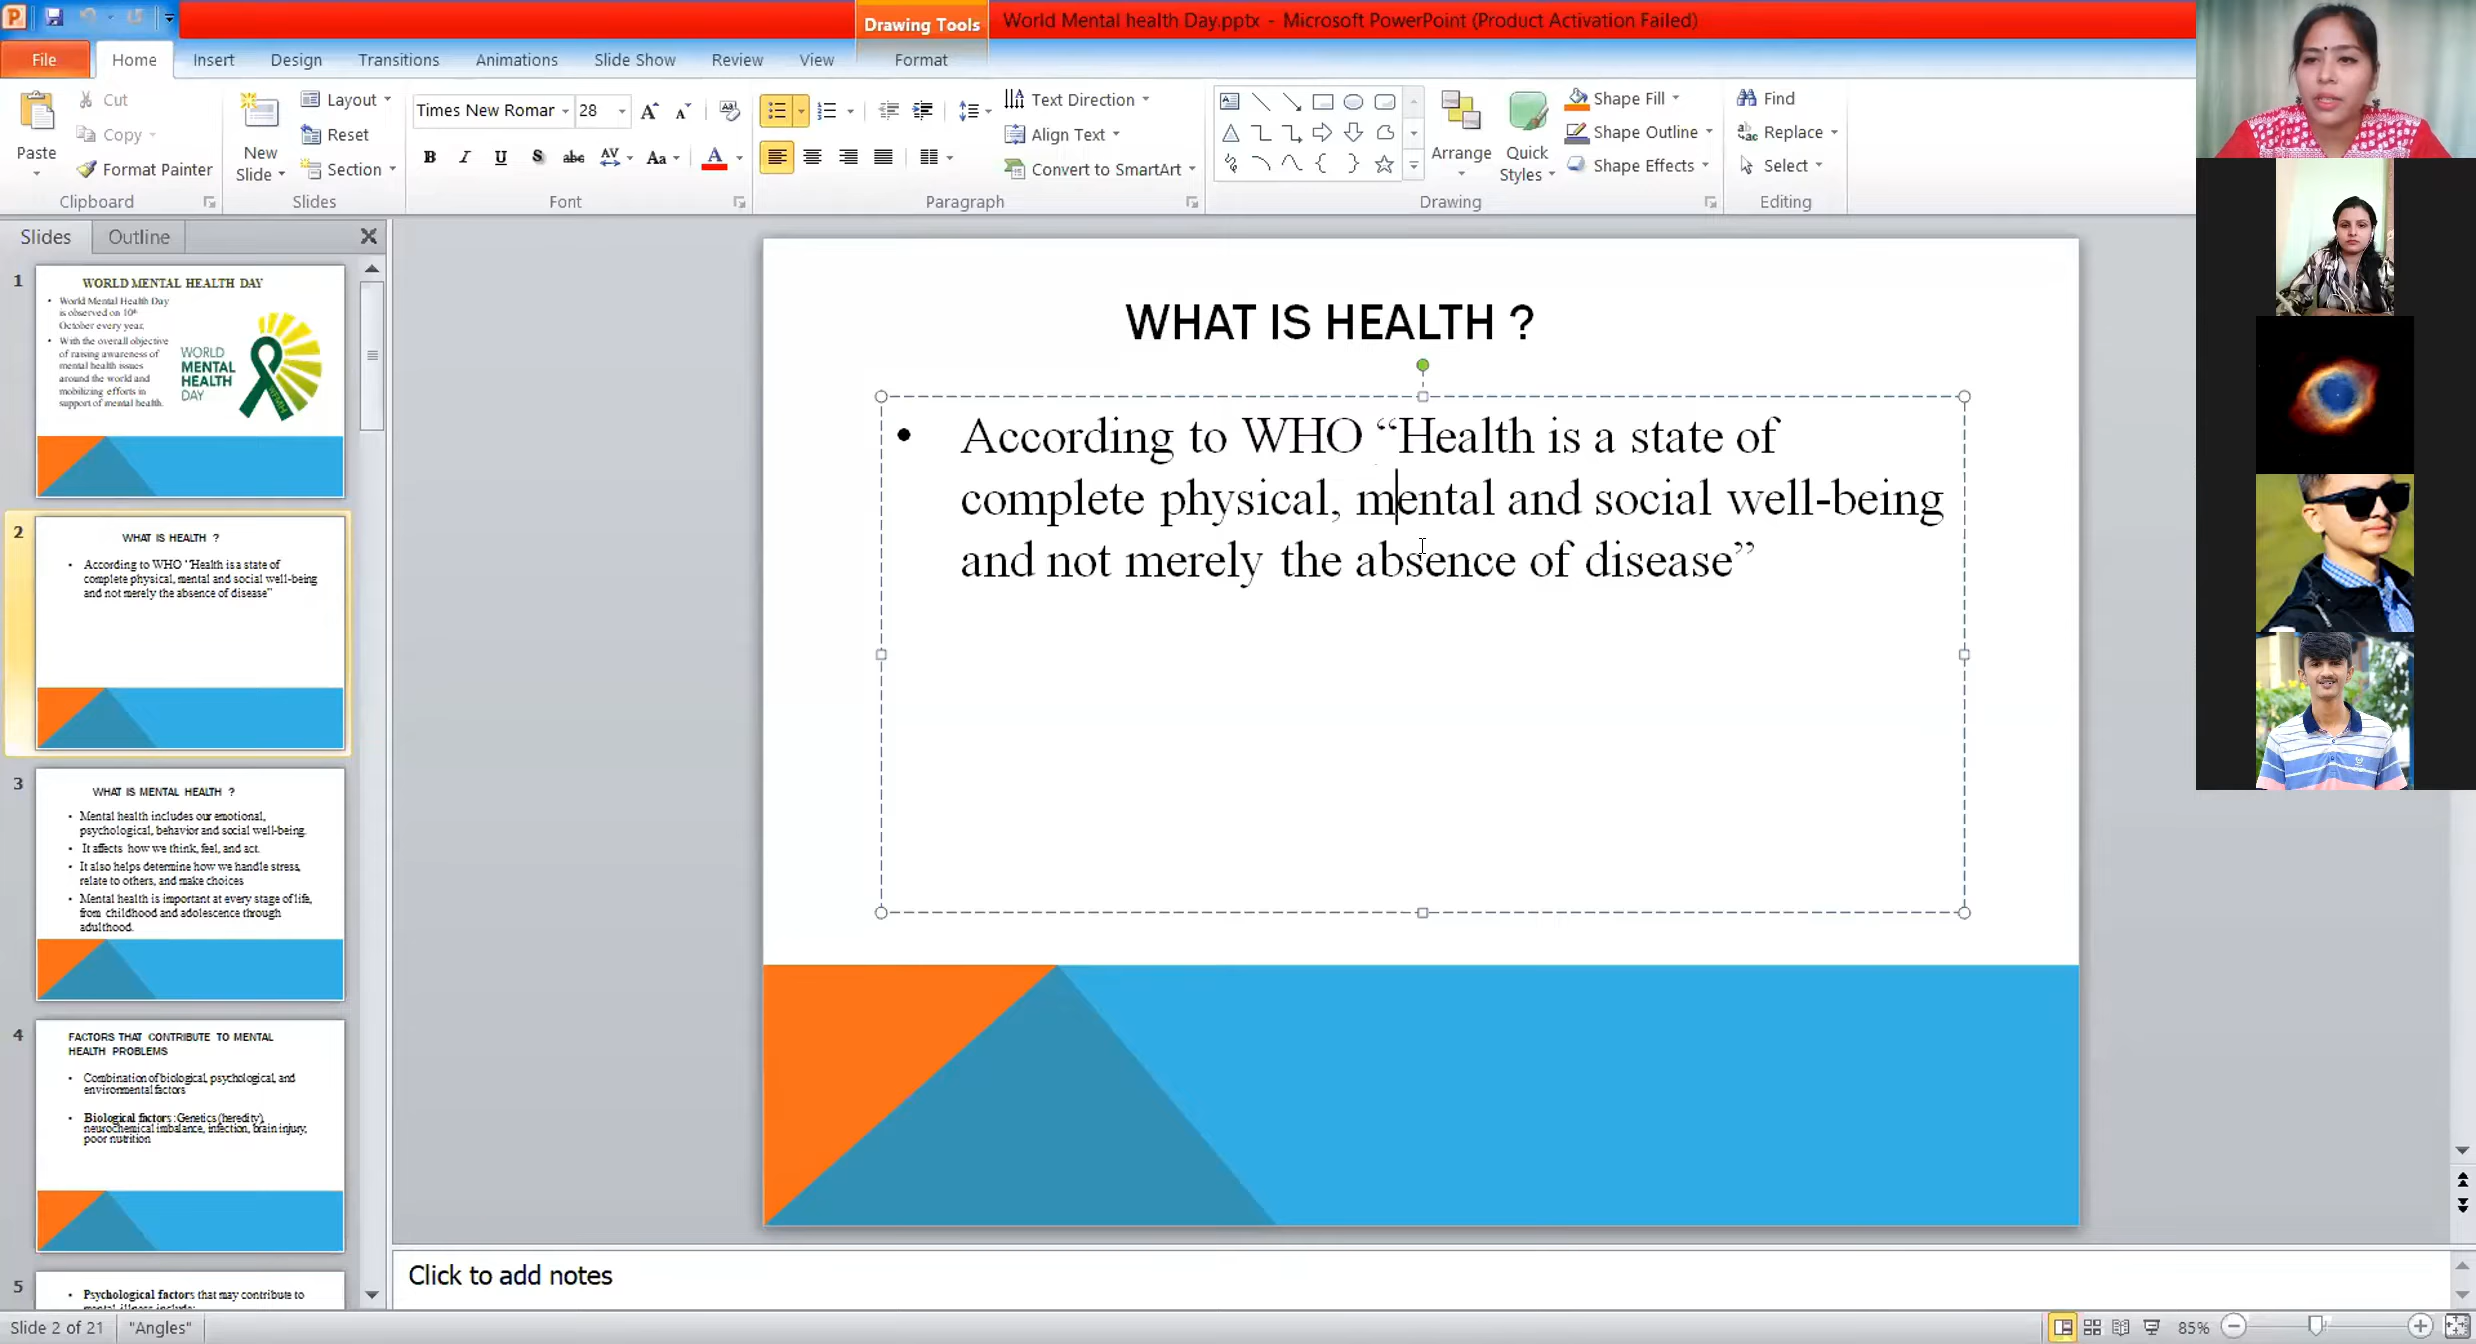 World Mental health Day.pptx - Microsoft PowerPoint (Product Activation Failed)
Drawing Tools
File
Home
Insert
Design
Transitions
Animations
Slide Show
Review
View
Format
Paste
Cut
Copy
Format Painter
Clipboard
New Slide
Layout
Reset
Section
Slides
Times New Romar
28
Font
Text Direction
Align Text
Convert to SmartArt
Paragraph
Arrange
Quick Styles
Shape Fill
Shape Outline
Shape Effects
Drawing
Find
Replace
Select
Editing
Slides
Outline
1
WORLD MENTAL HEALTH DAY
• World Mental Health Day
is observed on 10th
October every year.
• With the overall objective
of raising awareness of
mental health issues
around the world and
mobilizing efforts in
support of mental health.
WORLD
MENTAL
HEALTH
DAY
WFMH
2
WHAT IS HEALTH ?
• According to WHO “Health is a state of
complete physical, mental and social well-being
and not merely the absence of disease”
3
WHAT IS MENTAL HEALTH ?
• Mental health includes our emotional,
psychological, behavior and social well-being.
• It affects how we think, feel, and act.
• It also helps determine how we handle stress,
relate to others, and make choices
• Mental health is important at every stage of life,
from childhood and adolescence through
adulthood.
4
FACTORS THAT CONTRIBUTE TO MENTAL
HEALTH PROBLEMS
• Combination of biological, psychological, and
environmental factors
• Biological factors :Genetics (heredity),
neurochemical imbalance, infection, brain injury,
poor nutrition
5
• Psychological factors that may contribute to
mental illness include:
WHAT IS HEALTH ?
• According to WHO “Health is a state of
complete physical, mental and social well-being
and not merely the absence of disease”
Click to add notes
Slide 2 of 21
"Angles"
85%